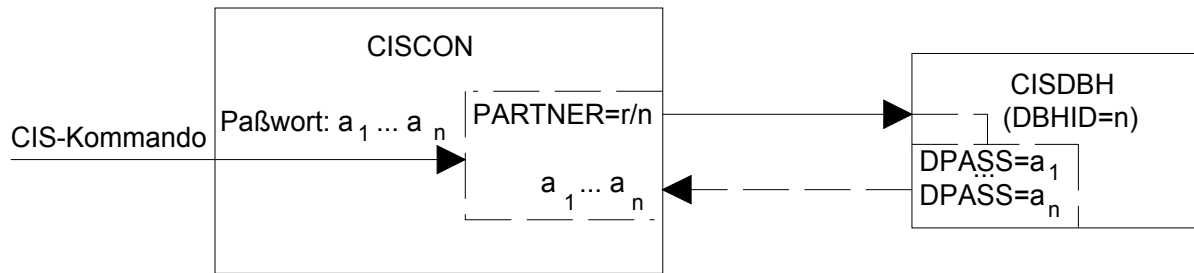 CISCON
CISDBH
(DBHID=n)
CIS-Kommando
Paßwort: a 1 ... a n
PARTNER=r/n
a 1 ... a n
DPASS=a 1
...
DPASS=a n